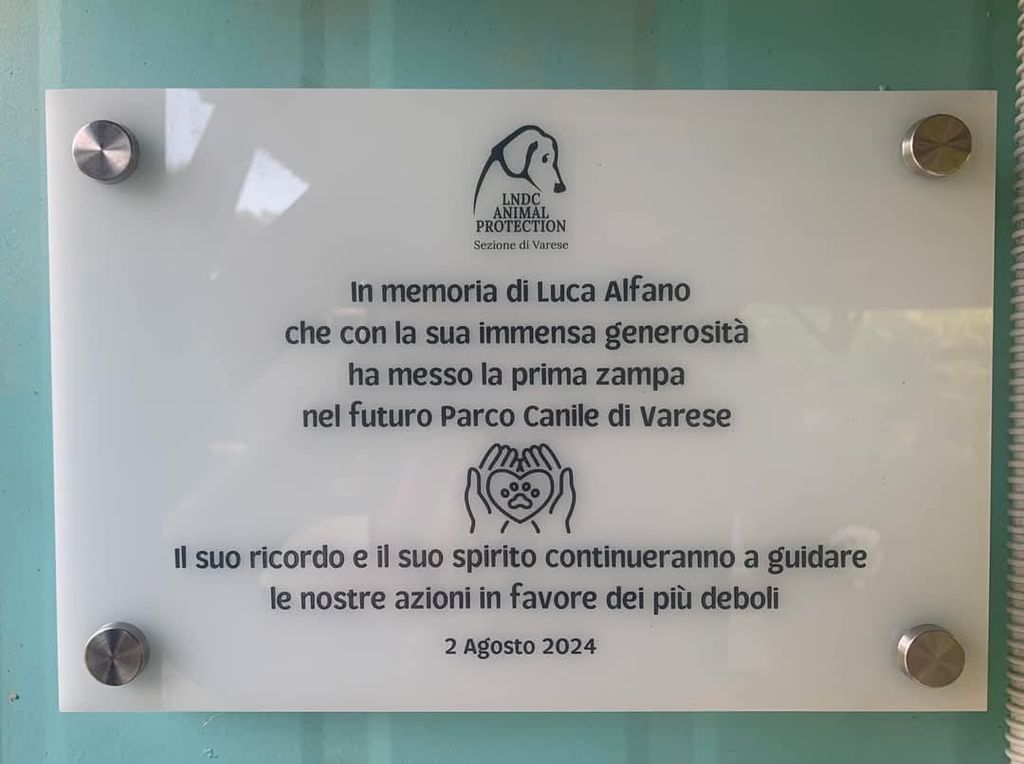 LNDC
ANIMAL
PROTECTION
Sezione di Varese
In memoria di Luca Alfano
che con la sua immensa generosità
ha messo la prima zampa
nel futuro Parco Canile di Varese
Il suo ricordo e il suo spirito continueranno a guidare
le nostre azioni in favore dei più deboli
2 Agosto 2024